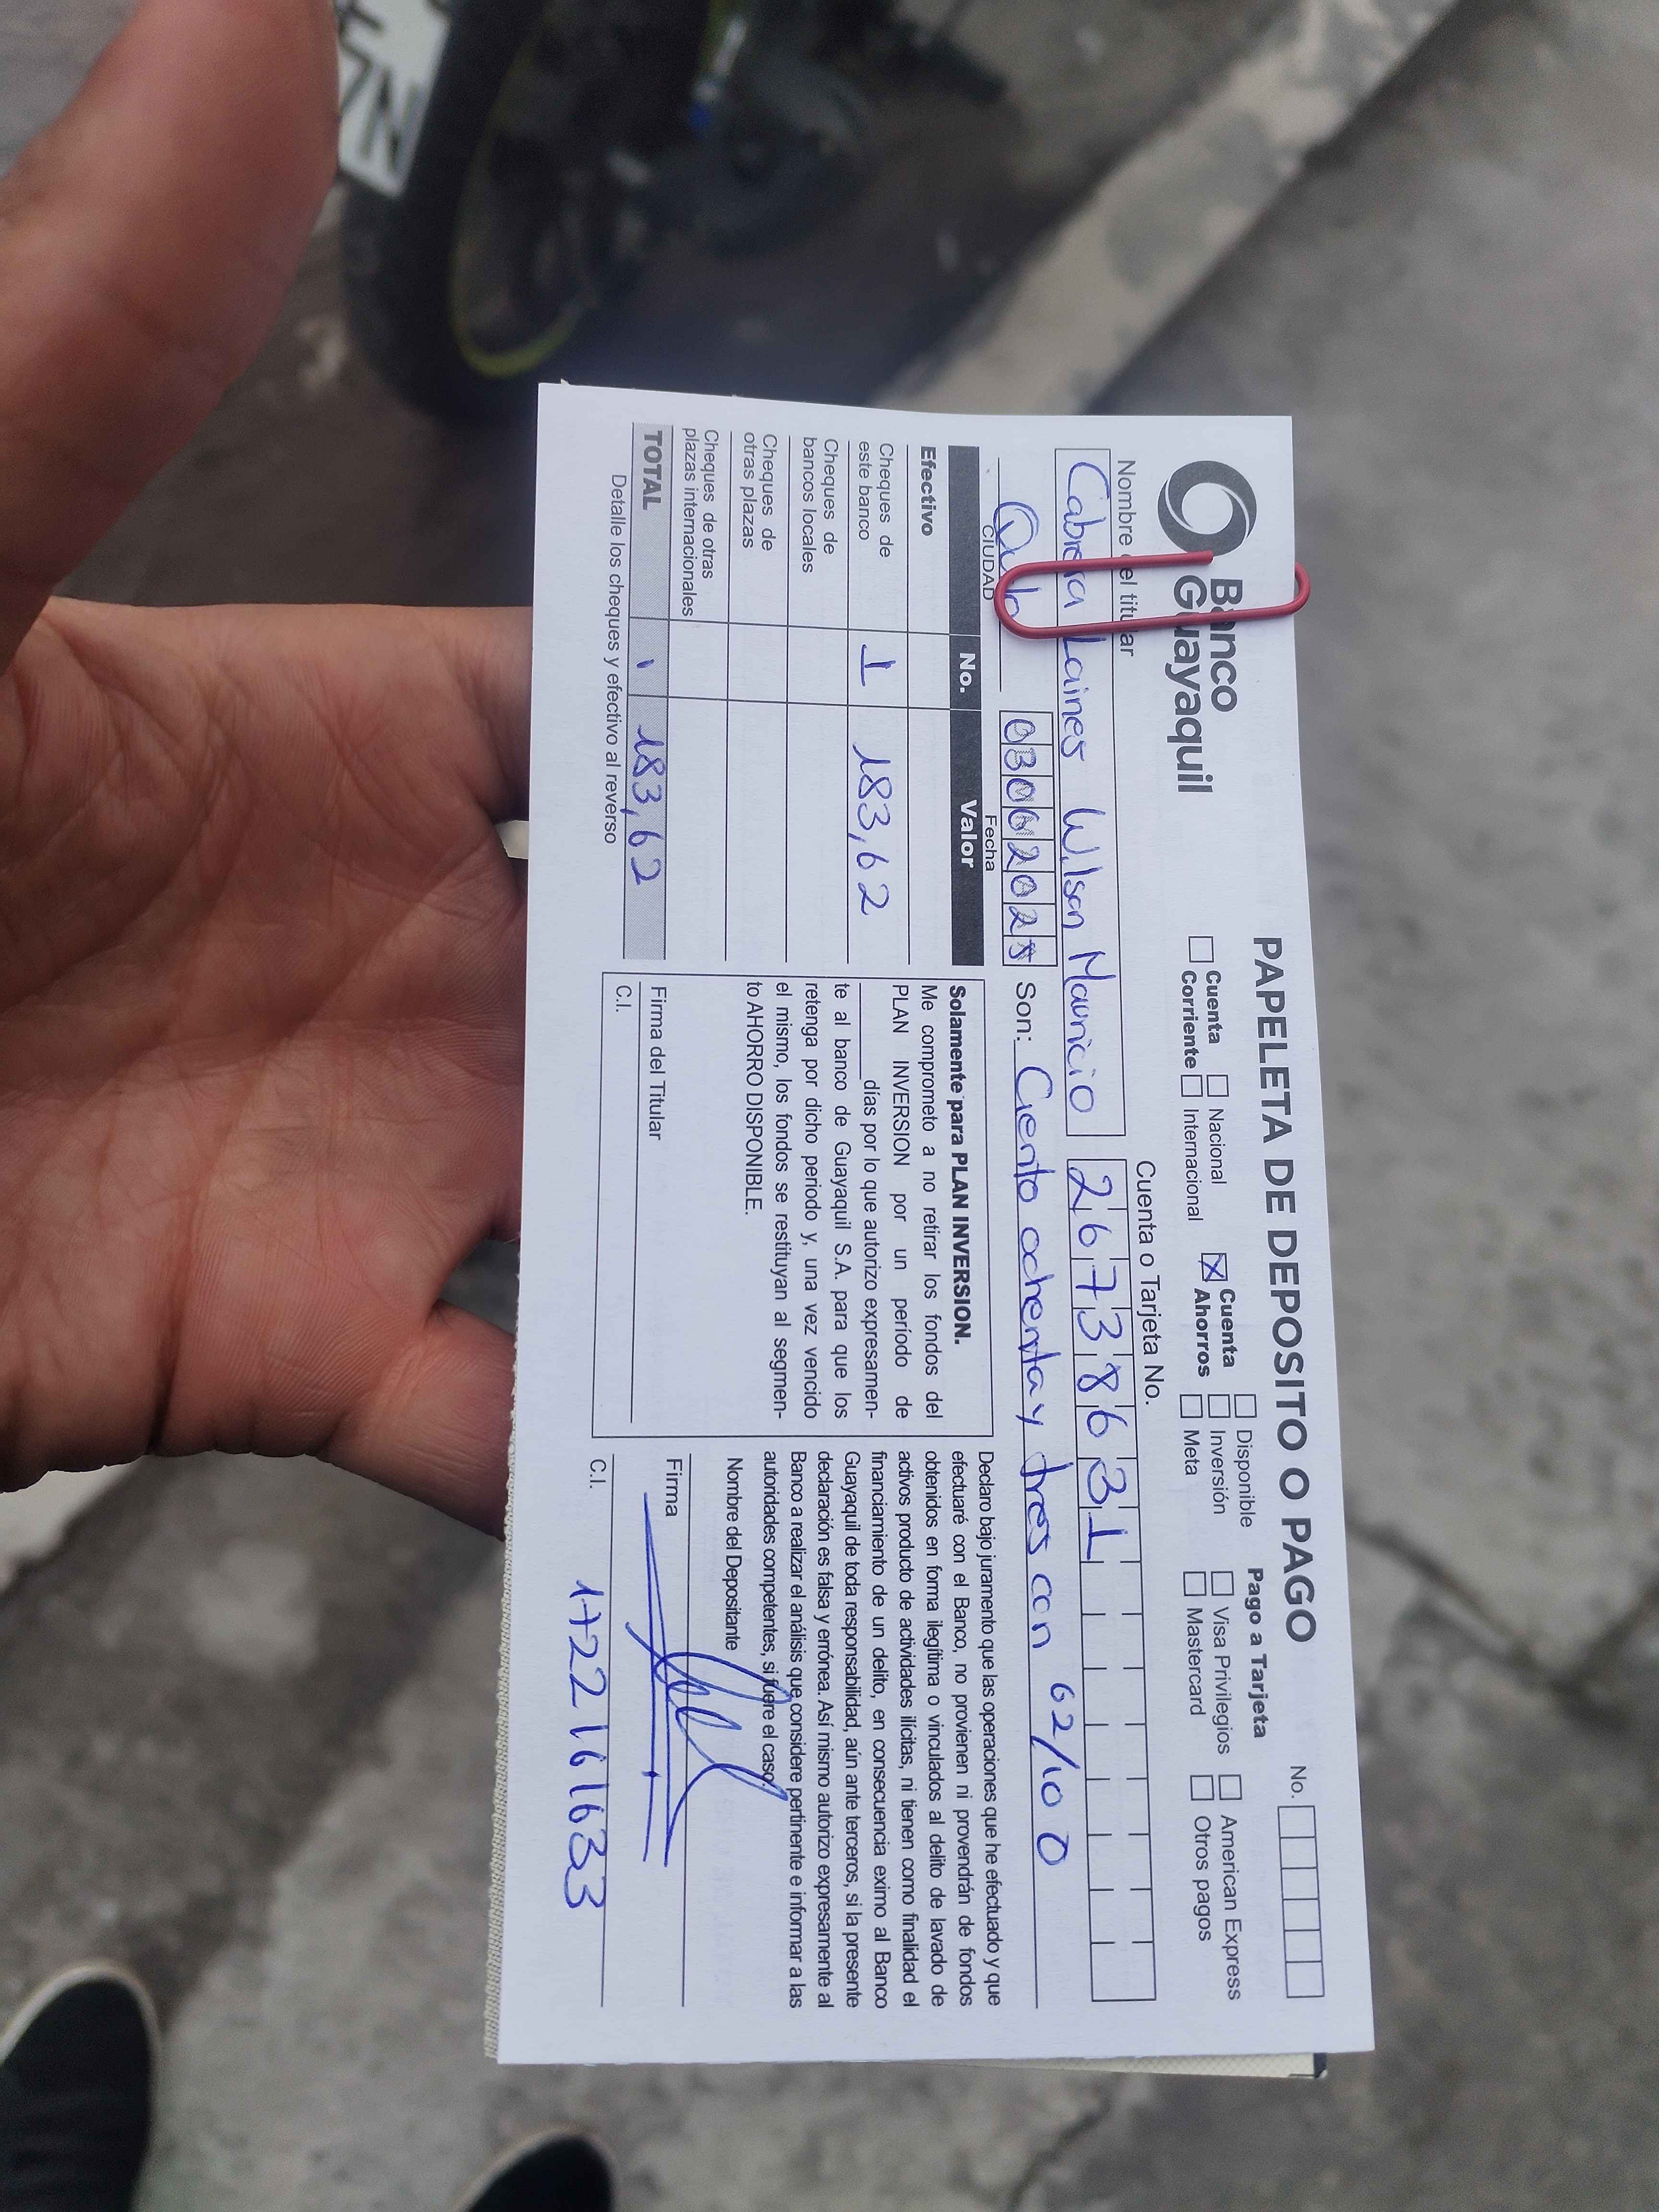 Banco
Guayaquil
PAPELETA DE DEPOSITO O PAGO
No.
Cuenta
Corriente
Nacional
Internacional
Cuenta
Ahorros
Disponible
Inversión
Meta
Pago a Tarjeta
Visa Privilegios
Mastercard
American Express
Otros pagos
Nombre del titular
Cabrera Laines Wilson Mauricio
Cuenta o Tarjeta No.
26738631
CIUDAD
Quito
Fecha
0306202
Son: Ciento ochenta y tres con 62/100
No. Valor
Efectivo
Cheques de
este banco 1 183,62
Cheques de
bancos locales
Cheques de
otras plazas
Cheques de otras
plazas internacionales
TOTAL 183,62
Detalle los cheques y efectivo al reverso
Solamente para PLAN INVERSION.
Me comprometo a no retirar los fondos del
PLAN INVERSION por un período de
______días por lo que autorizo expresamen-
te al banco de Guayaquil S.A. para que los
retenga por dicho periodo y, una vez vencido
el mismo, los fondos se restituyan al segmen-
to AHORRO DISPONIBLE.
Firma del Titular
C.I.
Declaro bajo juramento que las operaciones que he efectuado y que
efectuaré con el Banco, no provienen ni provendrán de fondos
obtenidos en forma ilegítima o vinculados al delito de lavado de
activos producto de actividades ilícitas, ni tienen como finalidad el
financiamiento de un delito, en consecuencia eximo al Banco
Guayaquil de toda responsabilidad, aún ante terceros, si la presente
declaración es falsa y errónea. Así mismo autorizo expresamente al
Banco a realizar el análisis que considere pertinente e informar a las
autoridades competentes, si fuere el caso.
Nombre del Depositante
Firma
C.I. 1722161633
7N